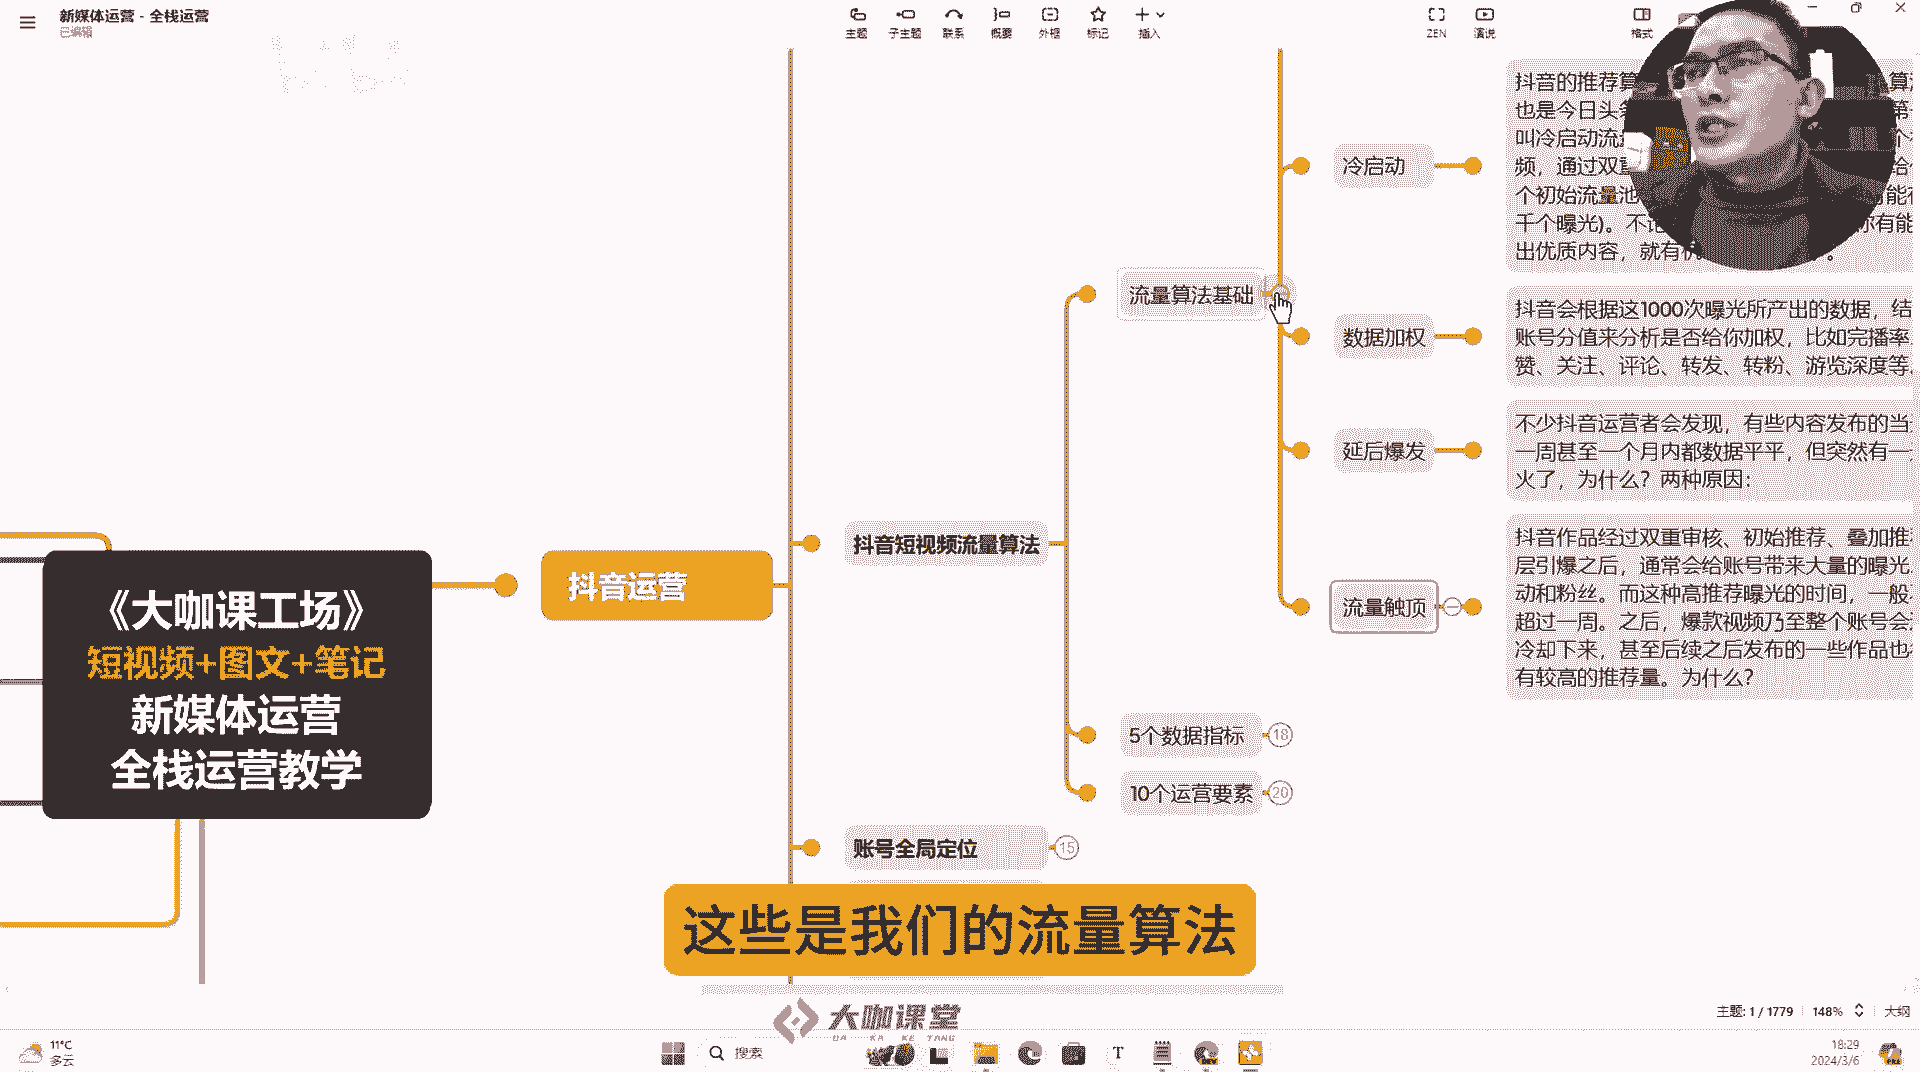 新媒体运营 - 全栈运营
已编辑
主题
子主题
联系
概要
外框
标记
插入
ZEN
演说
格式
抖音的推荐算
也是今日头
叫冷启动流
频，通过双
个初始流量池
千个曝光)。不
出优质内容，就有
冷启动
流量算法基础
抖音会根据这1000次曝光所产出的数据，结
账号分值来分析是否给你加权，比如完播率
赞、关注、评论、转发、转粉、游览深度等
数据加权
不少抖音运营者会发现，有些内容发布的当
一周甚至一个月内都数据平平，但突然有一
火了，为什么？两种原因：
延后爆发
抖音作品经过双重审核、初始推荐、叠加推
层引爆之后，通常会给账号带来大量的曝光
动和粉丝。而这种高推荐曝光的时间，一般
超过一周。之后，爆款视频乃至整个账号会
冷却下来，甚至后续之后发布的一些作品也
有较高的推荐量。为什么？
流量触顶
抖音短视频流量算法
抖音运营
《大咖课工场》
短视频+图文+笔记
新媒体运营
全栈运营教学
5个数据指标
18
10个运营要素
20
账号全局定位
15
这些是我们的流量算法
大咖课堂
DA KA KE TANG
主题: 1 / 1779
148%
大纲
11°C
多云
搜索
18:29
2024/3/6